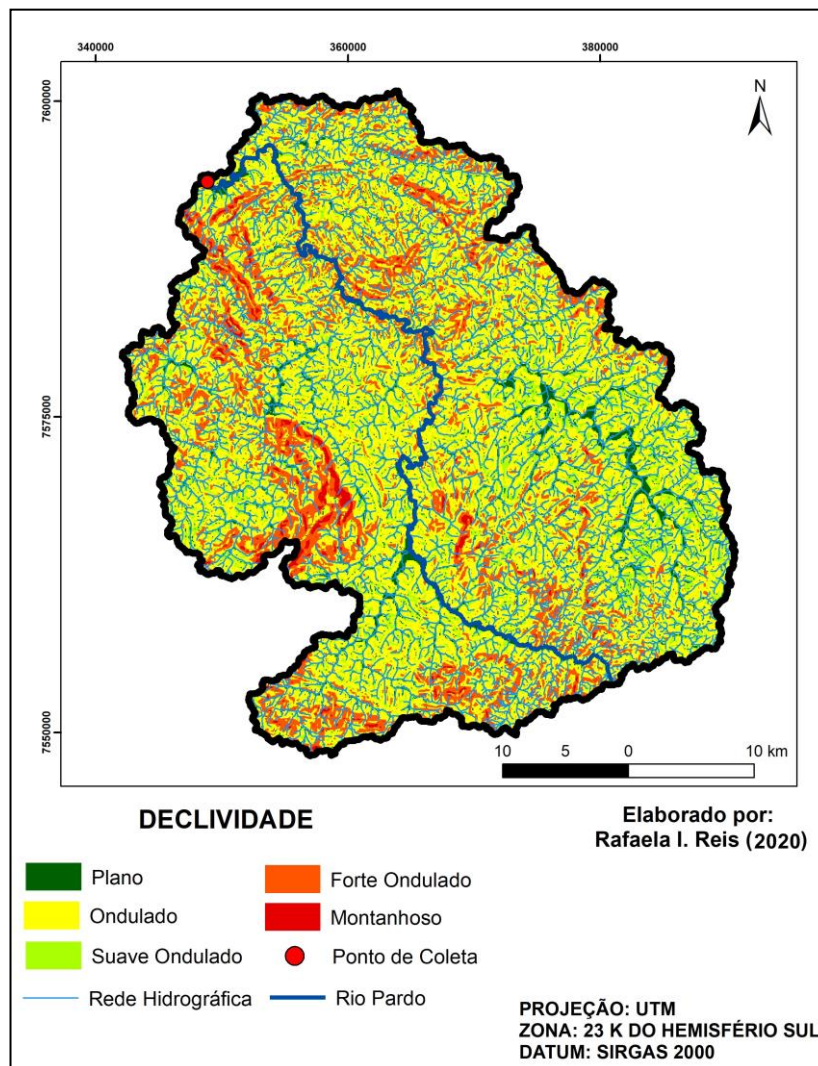 340000 360000 380000
7600000
7575000
7550000
N
10 5 0 10 km
DECLIVIDADE
Elaborado por:
Rafaela I. Reis (2020)
Plano
Forte Ondulado
Ondulado
Montanhoso
Suave Ondulado
Ponto de Coleta
Rede Hidrográfica
Rio Pardo
PROJEÇÃO: UTM
ZONA: 23 K DO HEMISFÉRIO SUL
DATUM: SIRGAS 2000